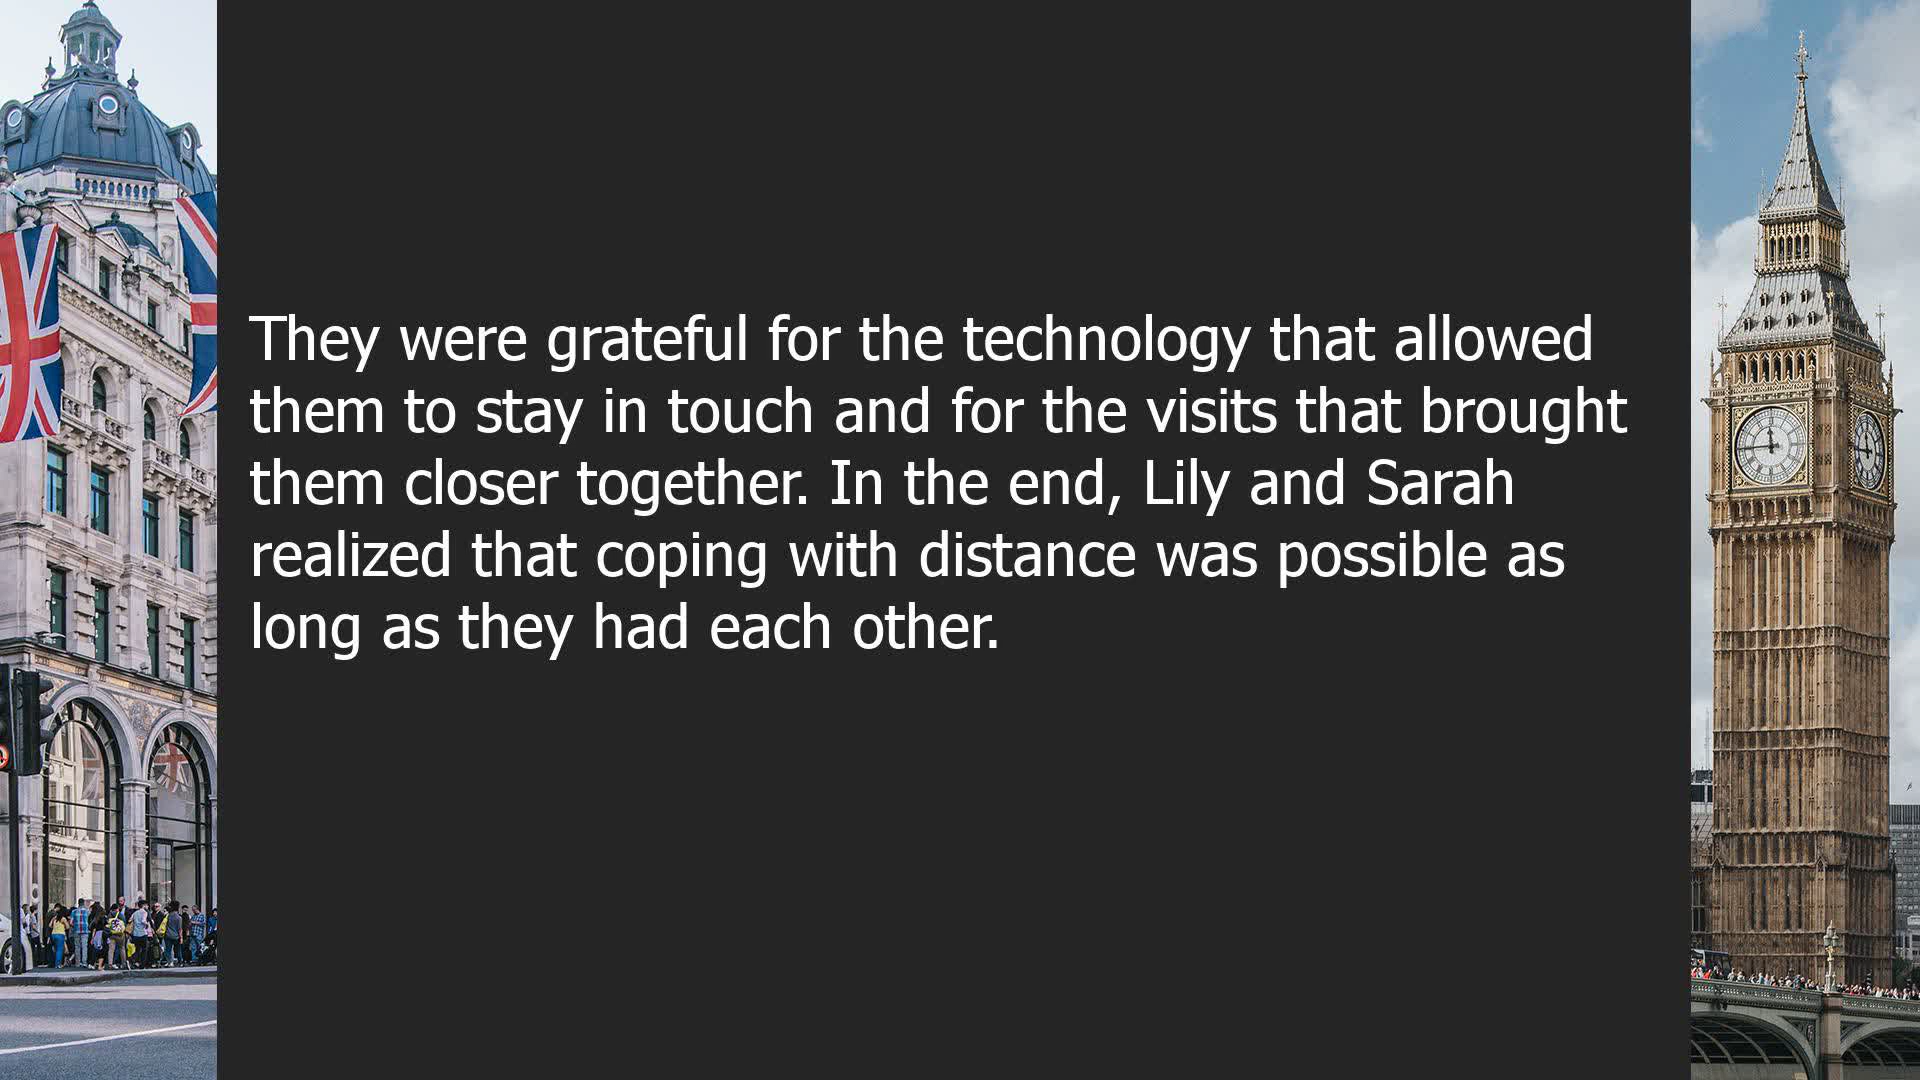 They were grateful for the technology that allowed
them to stay in touch and for the visits that brought
them closer together. In the end, Lily and Sarah
realized that coping with distance was possible as
long as they had each other.